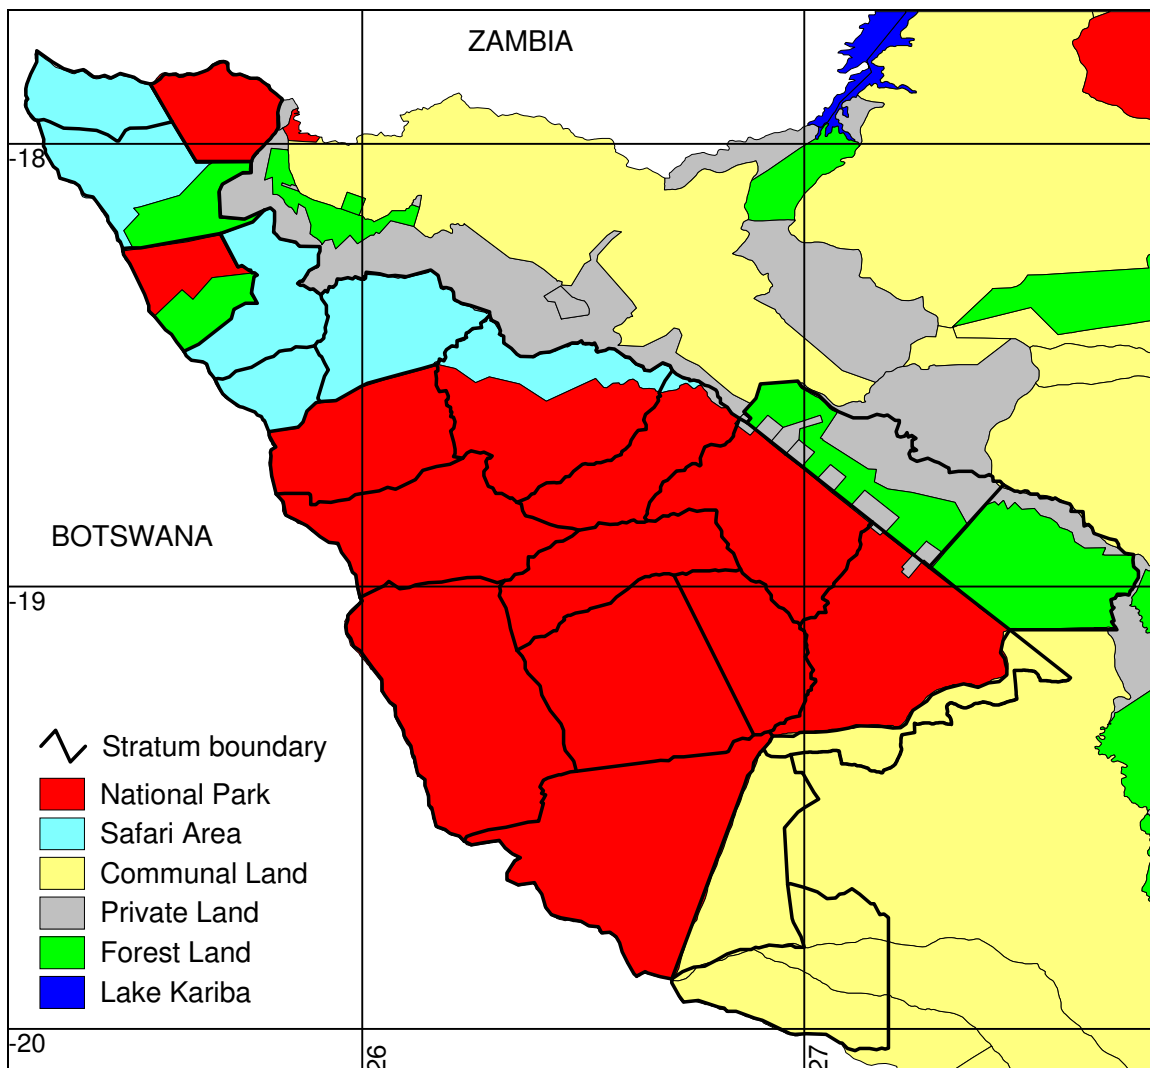 ZAMBIA
-18
BOTSWANA
-19
Stratum boundary
National Park
Safari Area
Communal Land
Private Land
Forest Land
Lake Kariba
-20
26
27